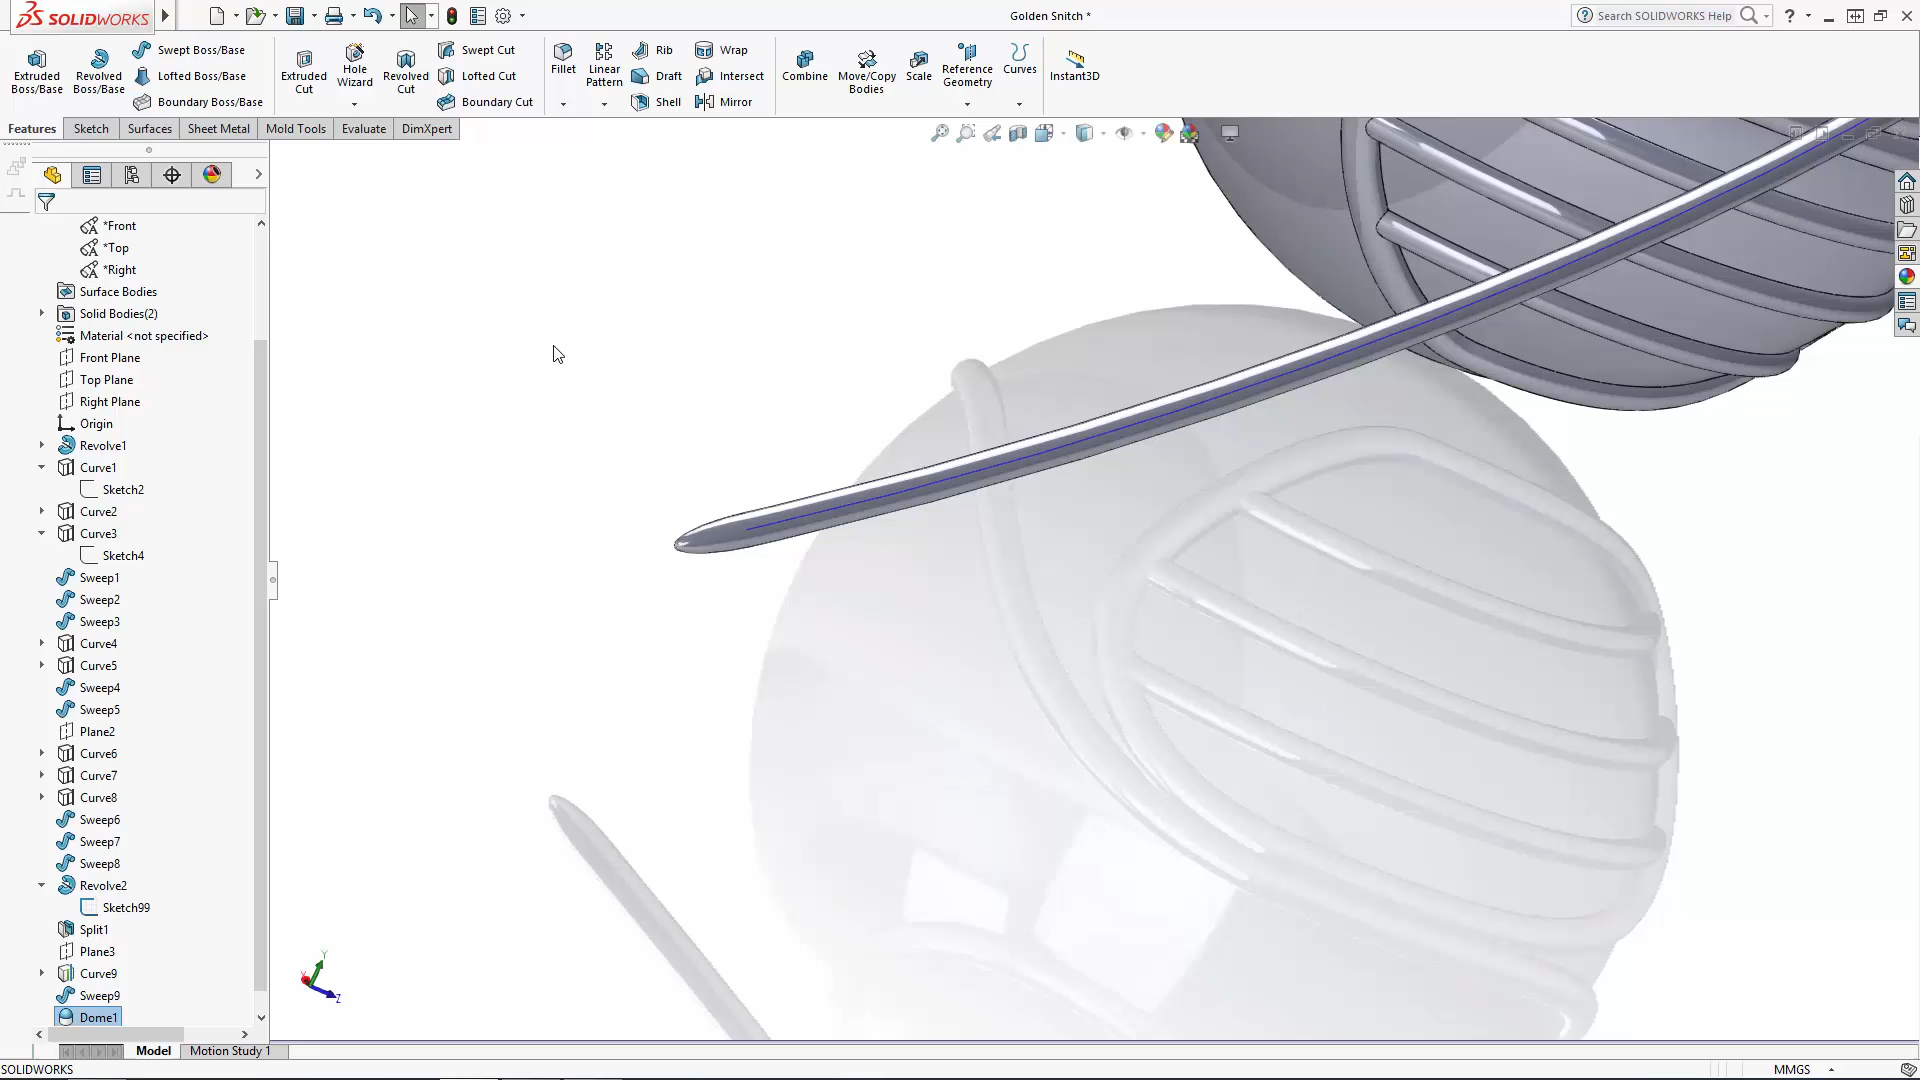 SOLIDWORKS
Golden Snitch *
Search SOLIDWORKS Help
Extruded Boss/Base
Revolved Boss/Base
Swept Boss/Base
Lofted Boss/Base
Boundary Boss/Base
Extruded Cut
Hole Wizard
Revolved Cut
Swept Cut
Lofted Cut
Boundary Cut
Fillet
Linear Pattern
Rib
Draft
Shell
Wrap
Intersect
Mirror
Combine
Move/Copy Bodies
Scale
Reference Geometry
Curves
Instant3D
Features
Sketch
Surfaces
Sheet Metal
Mold Tools
Evaluate
DimXpert
*Front
*Top
*Right
Surface Bodies
Solid Bodies(2)
Material <not specified>
Front Plane
Top Plane
Right Plane
Origin
Revolve1
Curve1
Sketch2
Curve2
Curve3
Sketch4
Sweep1
Sweep2
Sweep3
Curve4
Curve5
Sweep4
Sweep5
Plane2
Curve6
Curve7
Curve8
Sweep6
Sweep7
Sweep8
Revolve2
Sketch99
Split1
Plane3
Curve9
Sweep9
Dome1
Y
X
Z
Model
Motion Study 1
SOLIDWORKS
MMGS